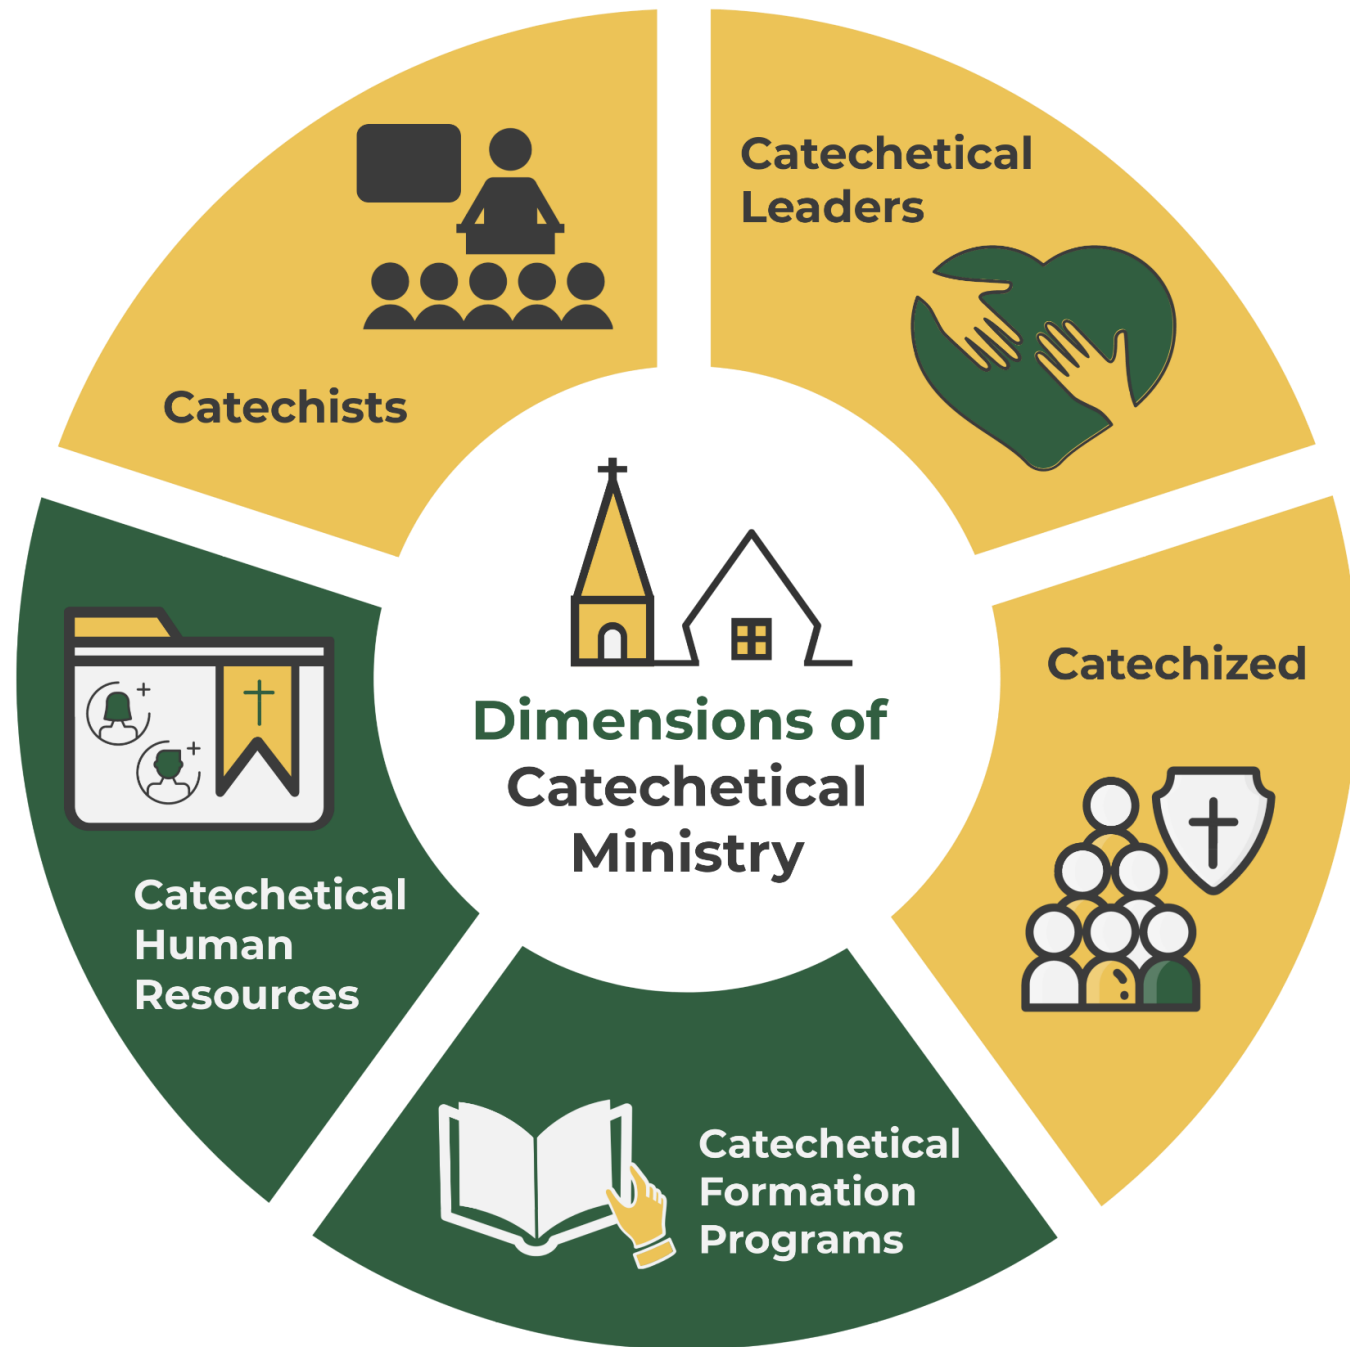 Catechetical
Leaders
Catechists
Catechized
Dimensions of
Catechetical
Ministry
Catechetical
Human
Resources
Catechetical
Formation
Programs